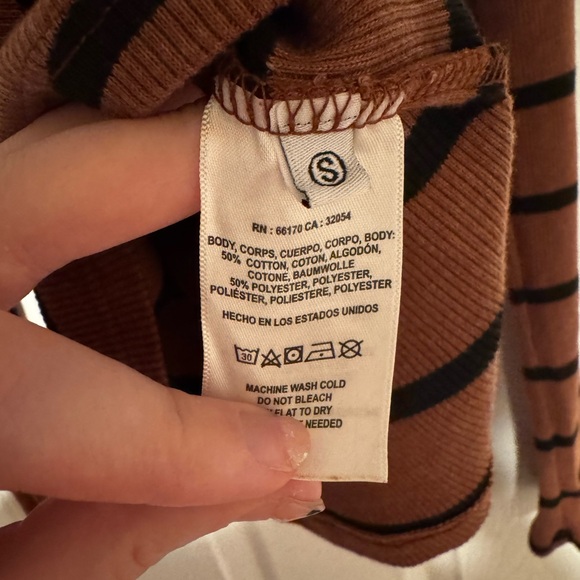 S
RN : 66170 CA : 32054
BODY, CORPS, CUERPO, CORPO, BODY:
50% COTTON, COTON, ALGODÓN,
COTONE, BAUMWOLLE
50% POLYESTER, POLYESTER,
POLIÉSTER, POLIESTERE, POLYESTER
HECHO EN LOS ESTADOS UNIDOS
30
MACHINE WASH COLD
DO NOT BLEACH
FLAT TO DRY
NEEDED